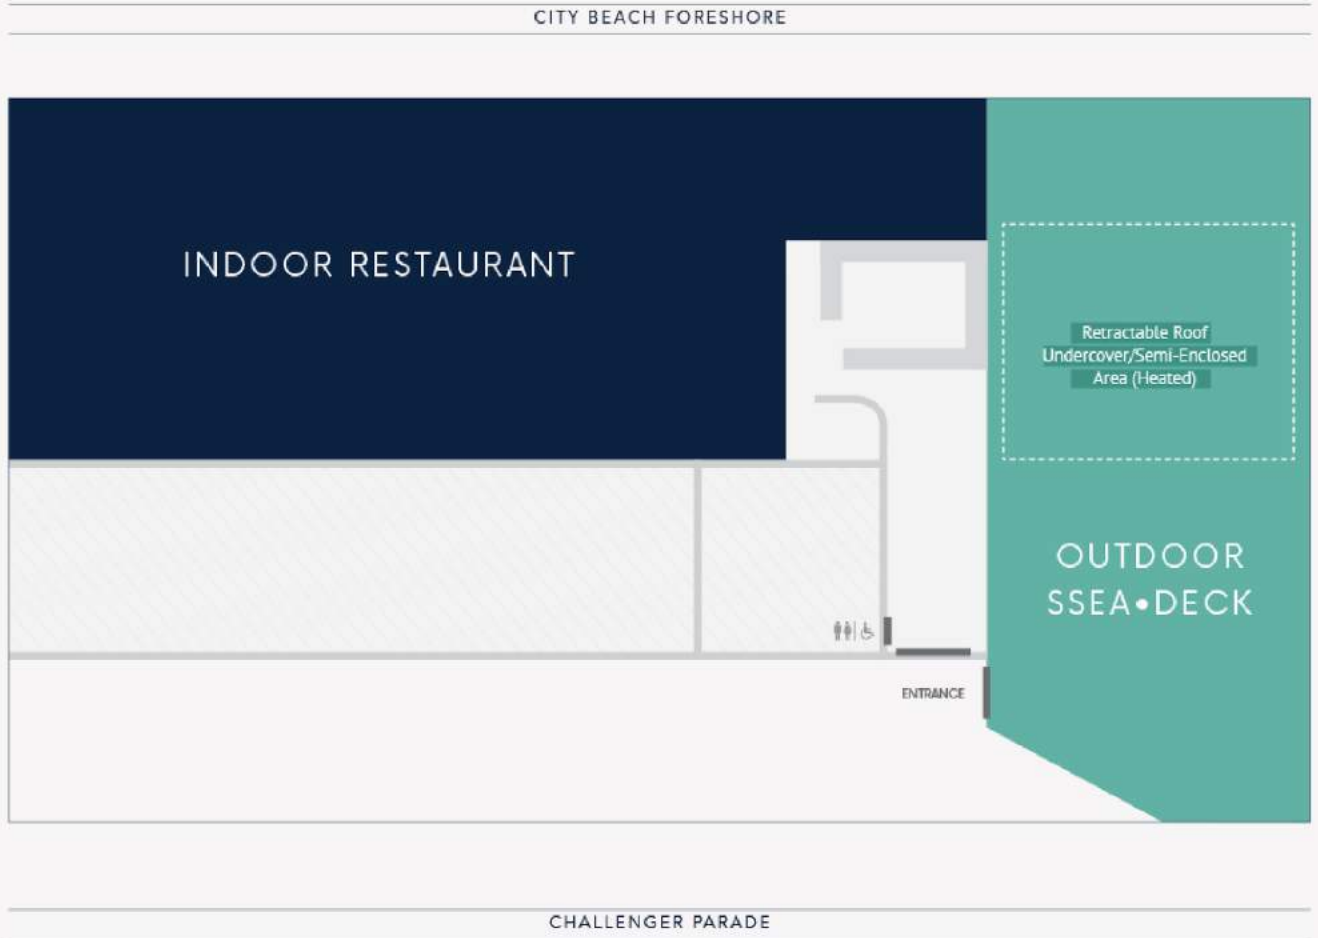 CITY BEACH FORESHORE
INDOOR RESTAURANT
Retractable Roof
Undercover/Semi-Enclosed
Area (Heated)
OUTDOOR
SSEA•DECK
ENTRANCE
CHALLENGER PARADE